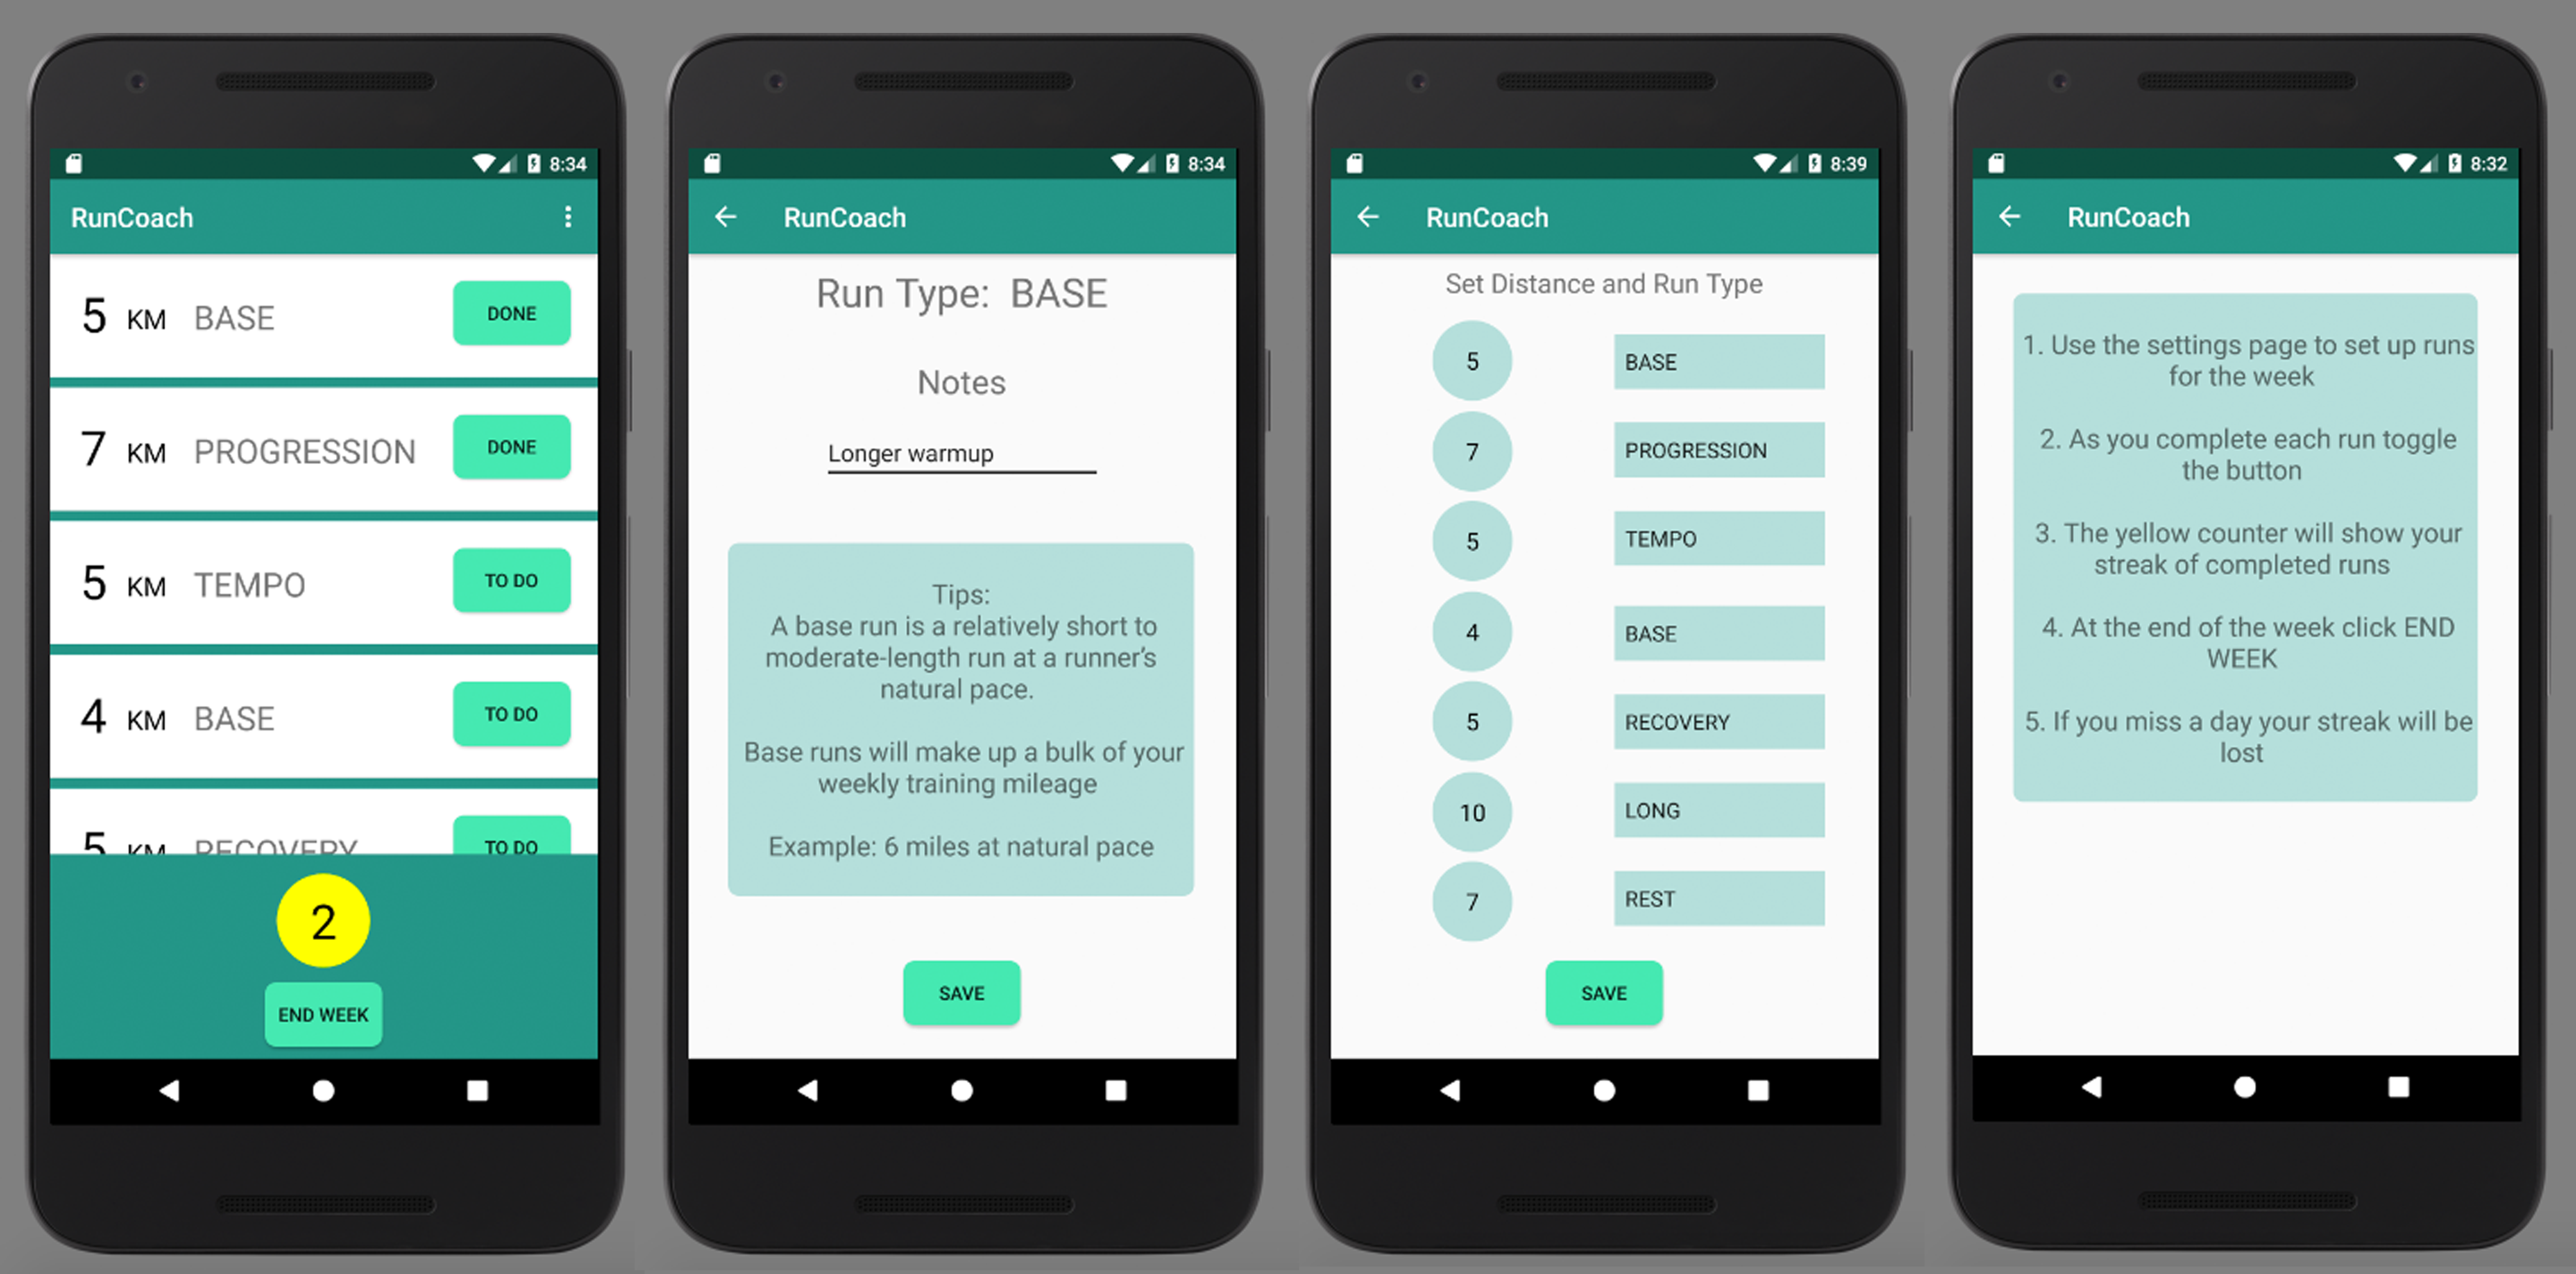 8:34
RunCoach
5 KM BASE DONE
7 KM PROGRESSION DONE
5 KM TEMPO TO DO
4 KM BASE TO DO
5 KM RECOVERY TO DO
2
END WEEK
8:34
RunCoach
Run Type: BASE
Notes
Longer warmup
Tips:
A base run is a relatively short to
moderate-length run at a runner's
natural pace.
Base runs will make up a bulk of your
weekly training mileage
Example: 6 miles at natural pace
SAVE
8:39
RunCoach
Set Distance and Run Type
5 BASE
7 PROGRESSION
5 TEMPO
4 BASE
5 RECOVERY
10 LONG
7 REST
SAVE
8:32
RunCoach
1. Use the settings page to set up runs
for the week
2. As you complete each run toggle
the button
3. The yellow counter will show your
streak of completed runs
4. At the end of the week click END
WEEK
5. If you miss a day your streak will be
lost